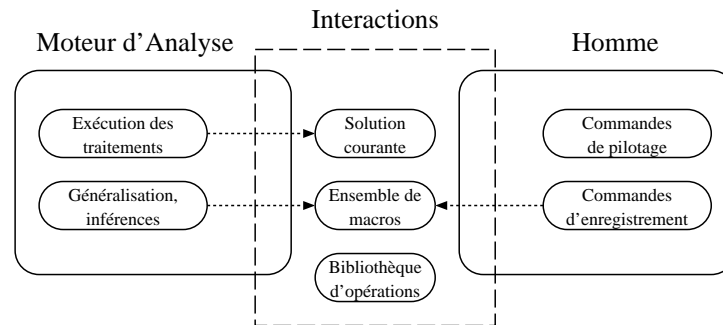 Interactions
Moteur d’Analyse
Homme
Exécution des
traitements
Solution
courante
Commandes
de pilotage
Généralisation,
inférences
Ensemble de
macros
Commandes
d’enregistrement
Bibliothèque
d’opérations